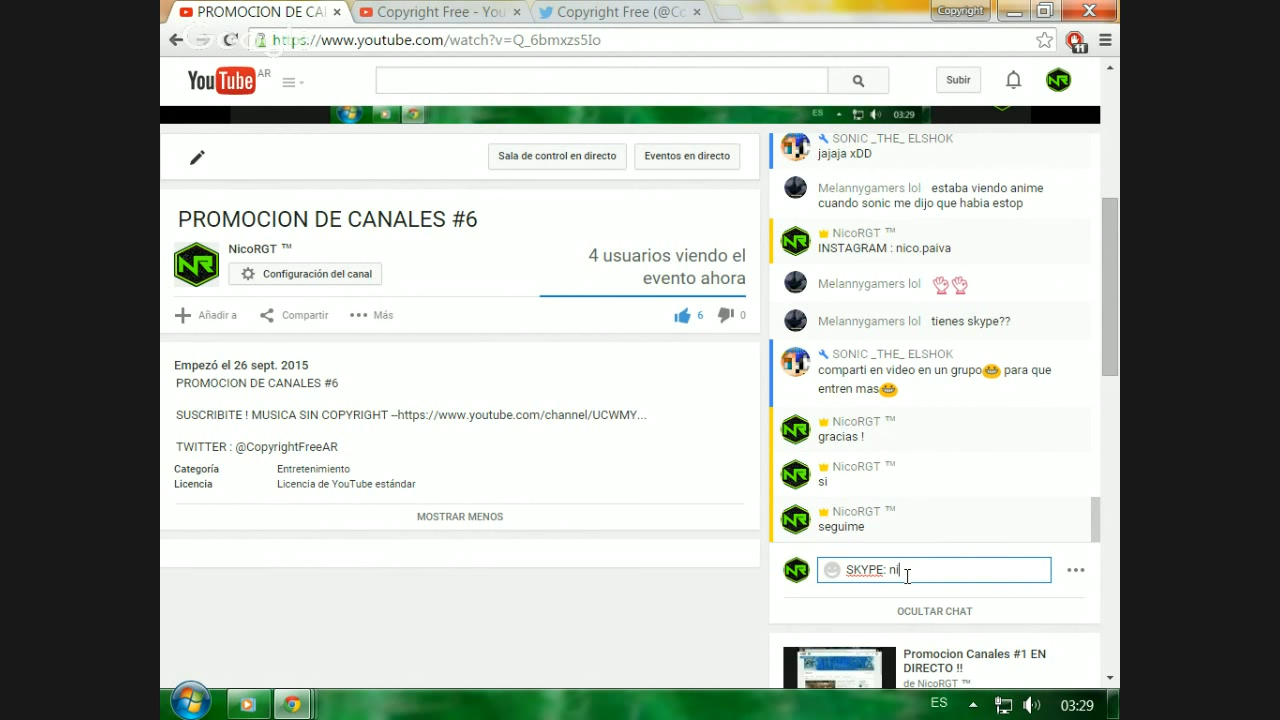 PROMOCION DE CA
Copyright Free - You
Copyright Free (@Co
Copyright
https://www.youtube.com/watch?v=Q_6bmxzs5Io
11
YouTube AR
Subir
ES
03:29
Sala de control en directo
Eventos en directo
PROMOCION DE CANALES #6
NicoRGT ™
Configuración del canal
4 usuarios viendo el
evento ahora
Añadir a
Compartir
Más
6
0
Empezó el 26 sept. 2015
PROMOCION DE CANALES #6
SUSCRIBITE ! MUSICA SIN COPYRIGHT --https://www.youtube.com/channel/UCWMY...
TWITTER : @CopyrightFreeAR
Categoría Entretenimiento
Licencia Licencia de YouTube estándar
MOSTRAR MENOS
SONIC _THE_ ELSHOK
jajaja xDD
Melannygamers lol estaba viendo anime
cuando sonic me dijo que habia estop
NicoRGT ™
INSTAGRAM : nico.paiva
Melannygamers lol
Melannygamers lol tienes skype??
SONIC _THE_ ELSHOK
comparti en video en un grupo para que
entren mas
NicoRGT ™
gracias !
NicoRGT ™
si
NicoRGT ™
seguime
SKYPE: ni
OCULTAR CHAT
Promocion Canales #1 EN
DIRECTO !!
de NicoRGT ™
ES
03:29